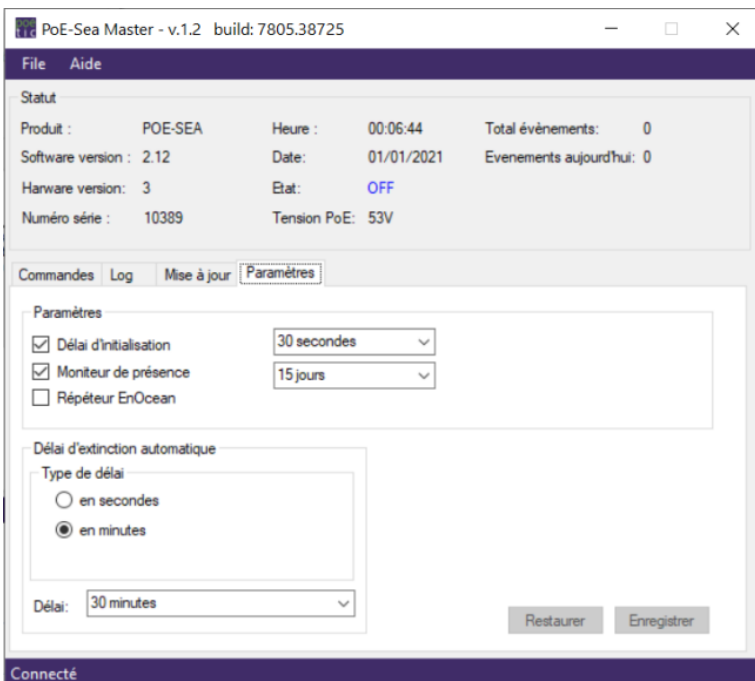 PoE-Sea Master - v.1.2 build: 7805.38725
File Aide
Statut
Produit : POE-SEA Heure : 00:06:44 Total évènements: 0
Software version : 2.12 Date: 01/01/2021 Evenements aujourd'hui: 0
Harware version: 3 Etat: OFF
Numéro série : 10389 Tension PoE: 53V
Commandes Log Mise à jour Paramètres
Paramètres
Délai d'initialisation 30 secondes
Moniteur de présence 15 jours
Répéteur EnOcean
Délai d'extinction automatique
Type de délai
en secondes
en minutes
Délai: 30 minutes
Restaurer Enregistrer
Connecté